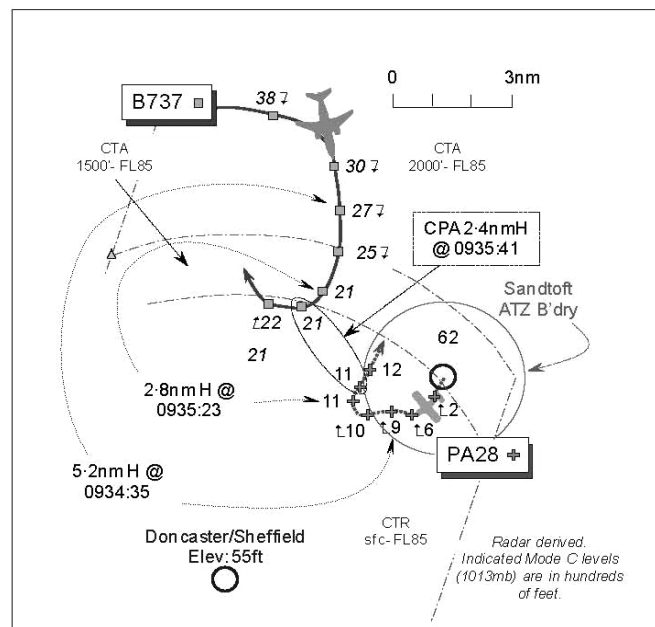 B737
38
0
3nm
CTA
1500'- FL85
30
CTA
2000'- FL85
27
CPA 2·4nmH
@ 0935:41
25
Sandtoft
ATZ B'dry
21
22
21
62
21
12
11
2·8nm H @
0935:23
11
2
10
9
6
PA28
5·2nm H @
0934:35
CTR
sfc- FL85
Doncaster/Sheffield
Elev: 55ft
Radar derived.
Indicated Mode C levels
(1013mb) are in hundreds
of feet.